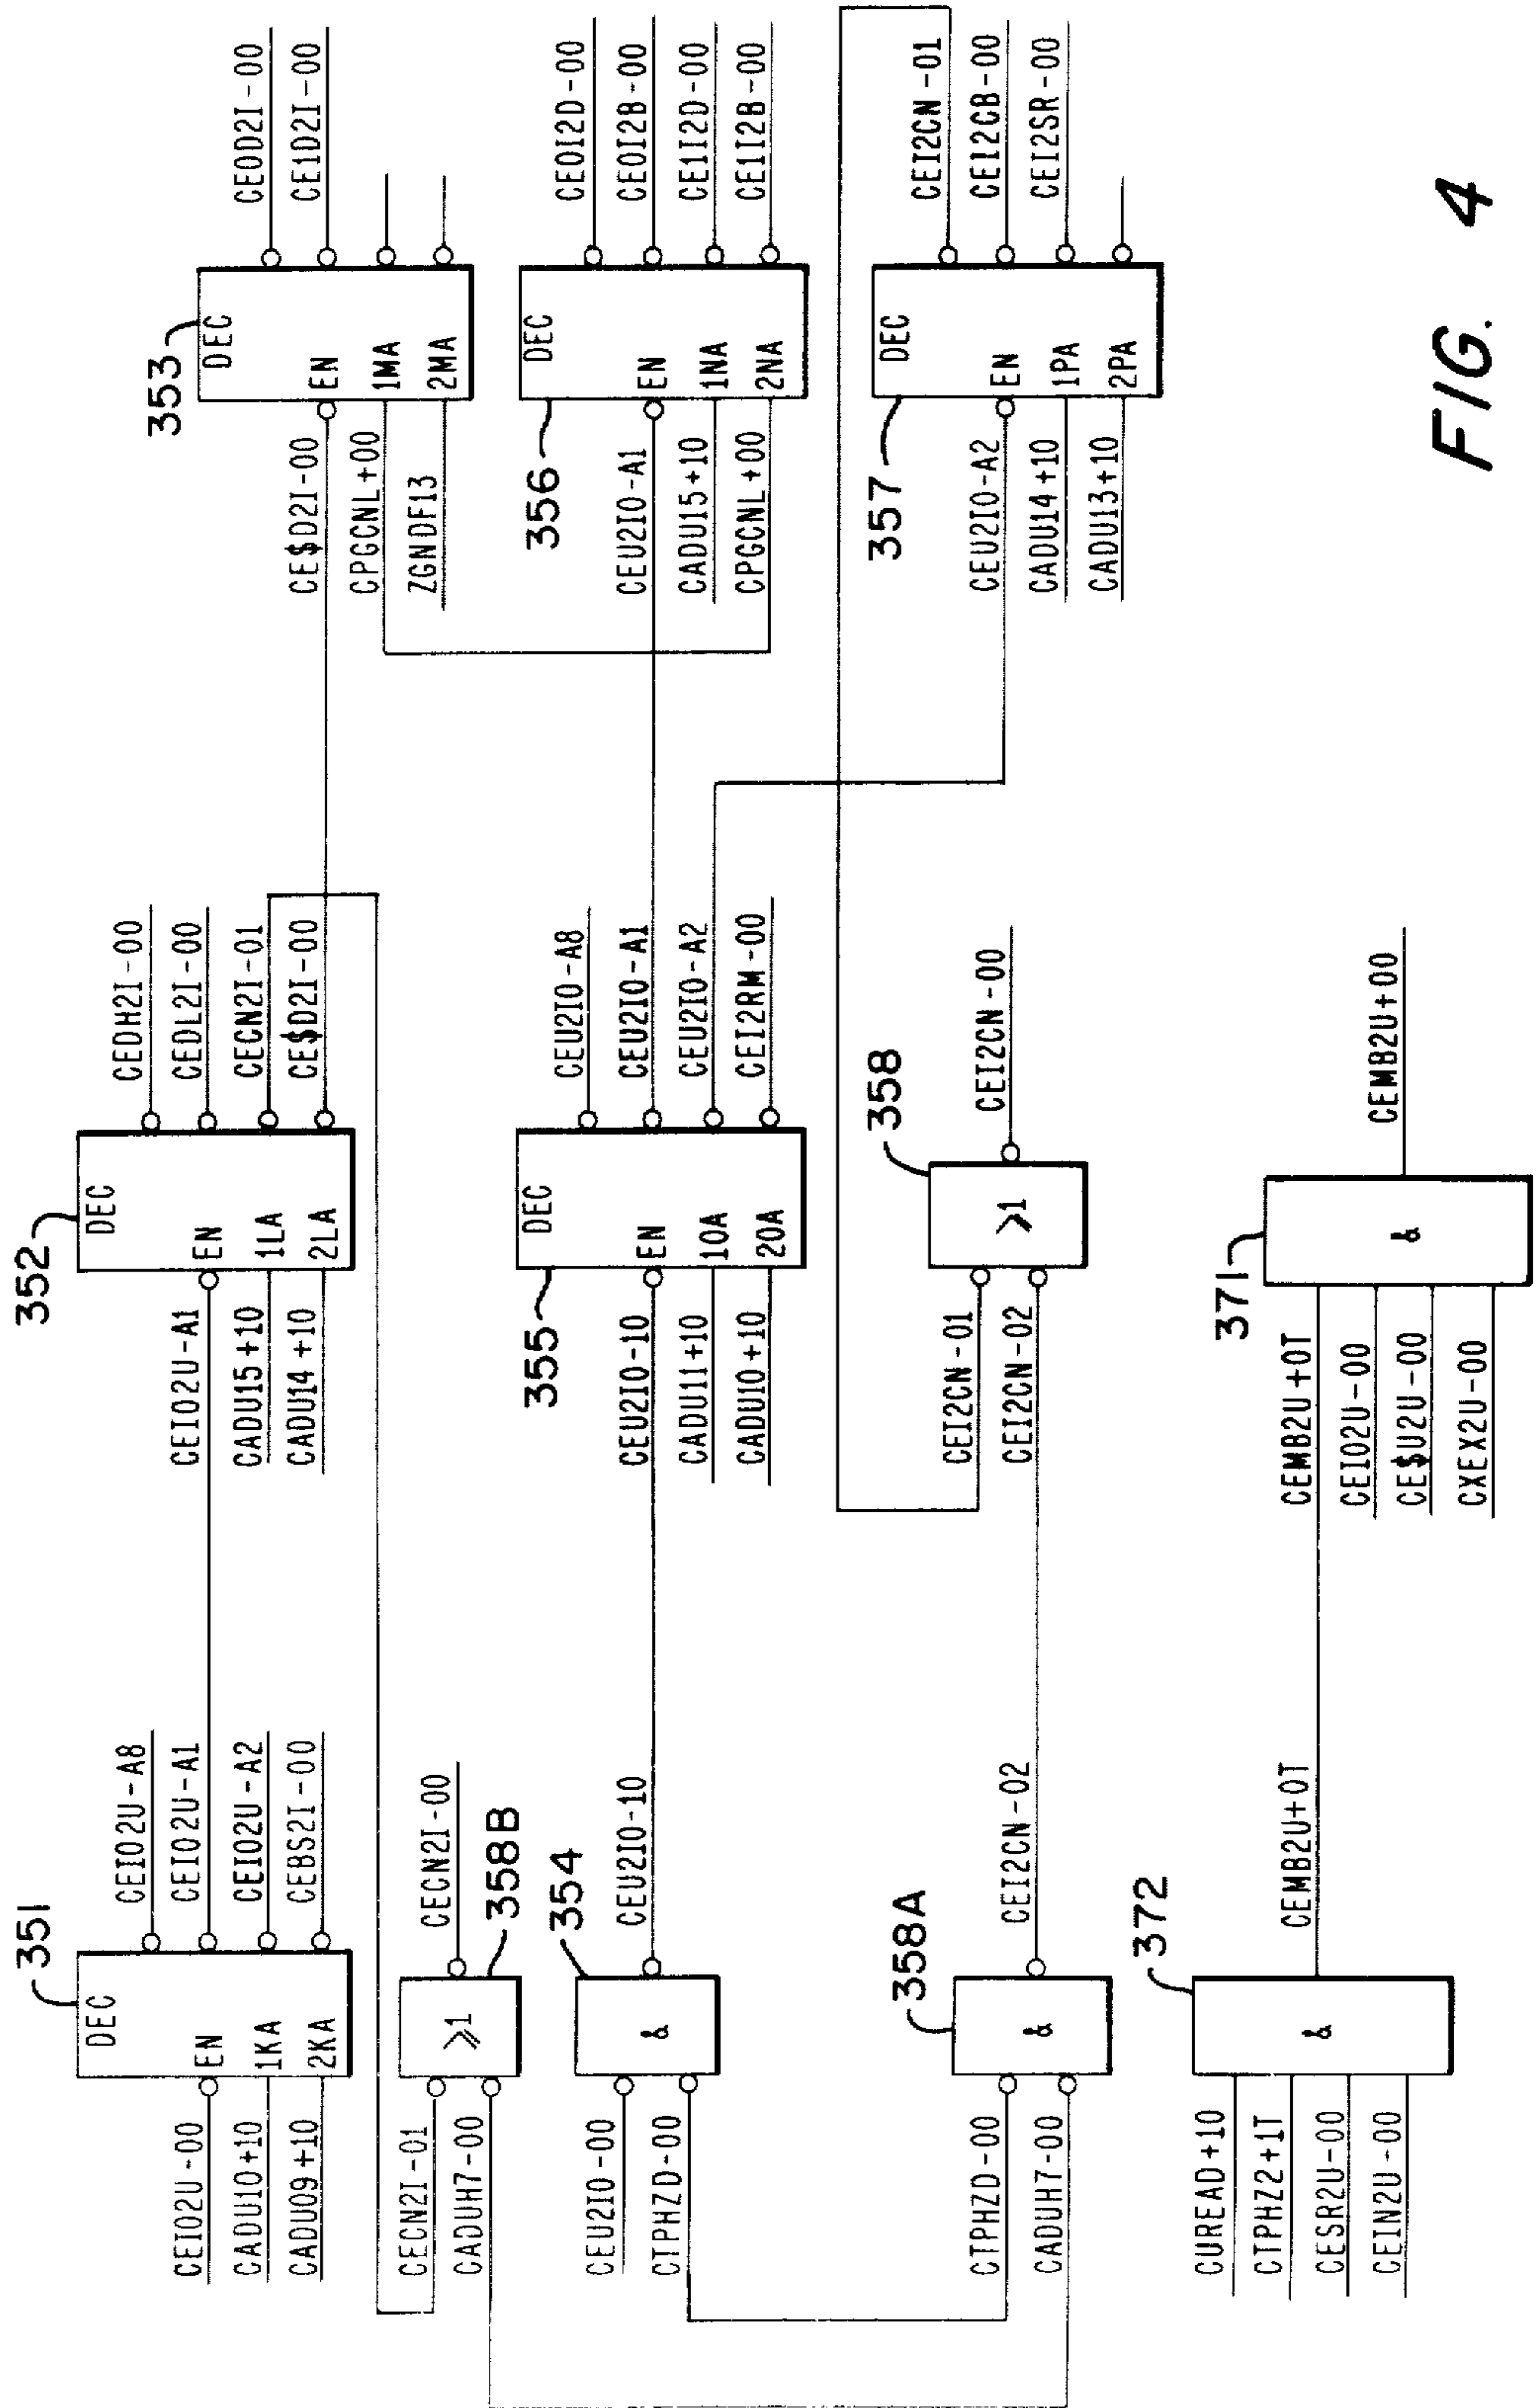 351
DEC
EN
1KA
2KA
CEIO2U-00
CADU10+10
CADU09+10
CEIO2U-A8
CEIO2U-A1
CEIO2U-A2
CEBS2I-00
352
DEC
EN
1LA
2LA
CEIO2U-A1
CADU15+10
CADU14+10
CEDH2I-00
CEDL2I-00
CECN2I-01
CE$D2I-00
353
DEC
EN
1MA
2MA
CE$D2I-00
CPGCNL+00
ZGNDF13
CE0D2I-00
CE1D2I-00
358B
≥1
CECN2I-01
CADUH7-00
CECN2I-00
354
&
CEU2IO-00
CTPHZD-00
CEU2IO-10
355
DEC
EN
10A
20A
CEU2IO-10
CADU11+10
CADU10+10
CEU2IO-A8
CEU2IO-A1
CEU2IO-A2
CEI2RM-00
356
DEC
EN
1NA
2NA
CEU2IO-A1
CADU15+10
CPGCNL+00
CE0I2D-00
CE0I2B-00
CE1I2D-00
CE1I2B-00
357
DEC
EN
1PA
2PA
CEU2IO-A2
CADU14+10
CADU13+10
CEI2CN-01
CEI2CB-00
CEI2SR-00
358A
&
CTPHZD-00
CADUH7-00
CEI2CN-02
358
≥1
CEI2CN-01
CEI2CN-02
CEI2CN-00
372
&
CUREAD+10
CTPHZ2+1T
CESR2U-00
CEIN2U-00
CEMB2U+0T
371
&
CEMB2U+0T
CEIO2U-00
CE$U2U-00
CXEX2U-00
CEMB2U+00
FIG. 4